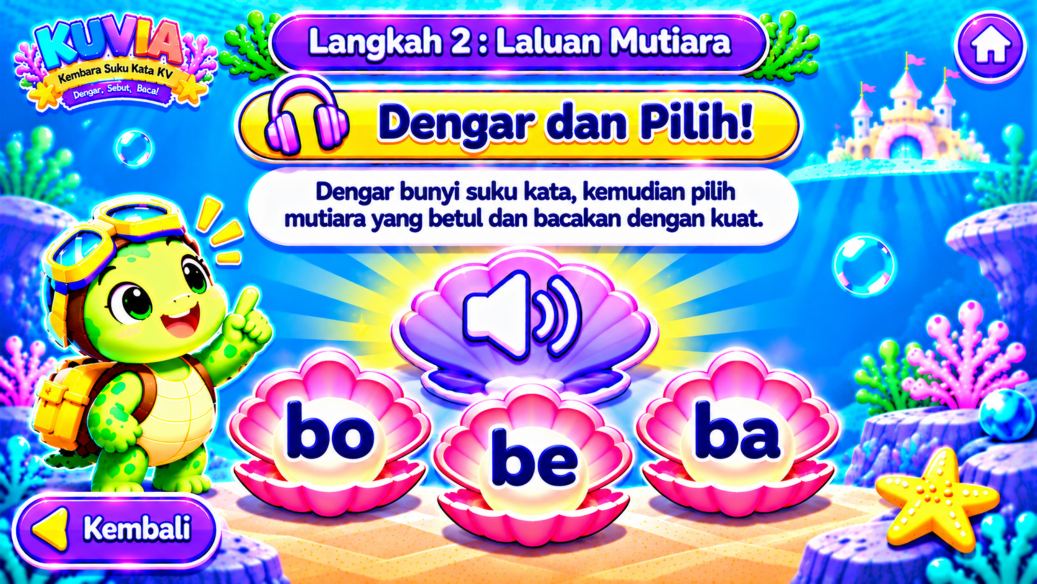 KUVIA
Kembara Suku Kata KV
Dengar, Sebut, Baca!
Langkah 2 : Laluan Mutiara
Dengar dan Pilih!
Dengar bunyi suku kata, kemudian pilih
mutiara yang betul dan bacakan dengan kuat.
bo
be
ba
Kembali